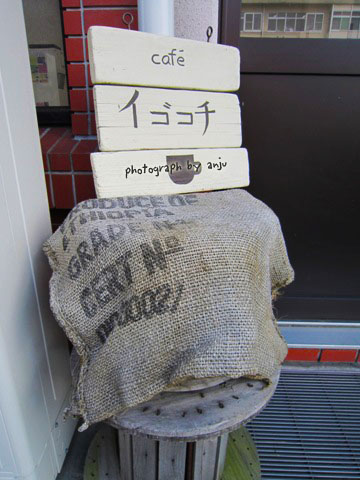 café
イゴコチ
photograph by anju
PRODUCE OF
ETHIOPIA
GRADE No
CERT No